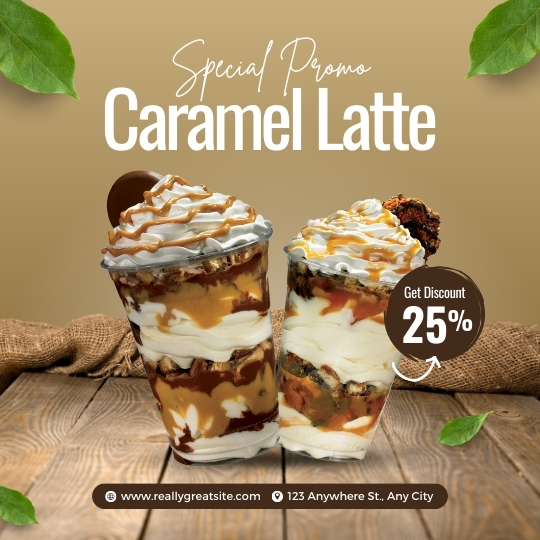 Special Promo
Caramel Latte
Get Discount
25%
www.reallygreatsite.com 123 Anywhere St., Any City